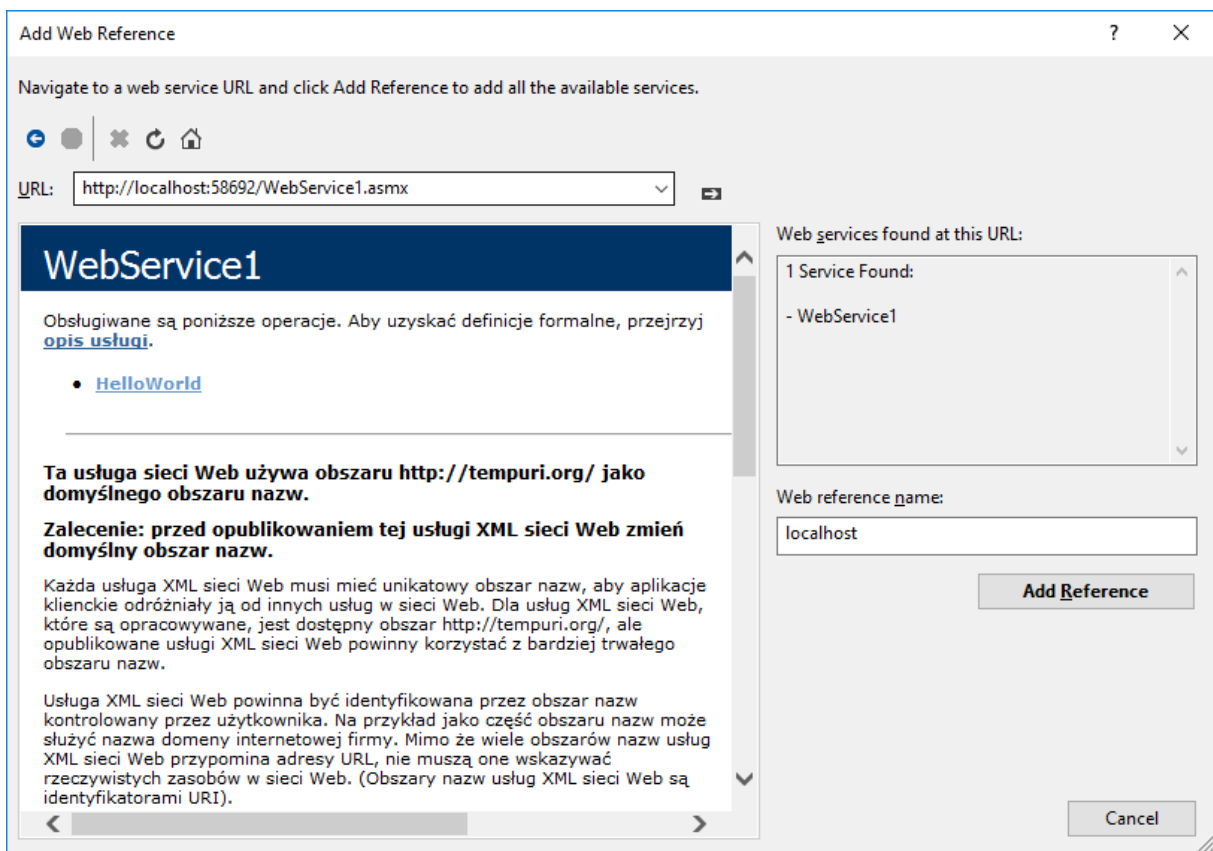 Add Web Reference
?
Navigate to a web service URL and click Add Reference to add all the available services.
URL:
http://localhost:58692/WebService1.asmx
WebService1
Obsługiwane są poniższe operacje. Aby uzyskać definicje formalne, przejrzyj
opis usługi.
• HelloWorld
Ta usługa sieci Web używa obszaru http://tempuri.org/ jako
domyślnego obszaru nazw.
Zalecenie: przed opublikowaniem tej usługi XML sieci Web zmień
domyślny obszar nazw.
Każda usługa XML sieci Web musi mieć unikatowy obszar nazw, aby aplikacje
klienckie odróżniały ją od innych usług w sieci Web. Dla usług XML sieci Web,
które są opracowywane, jest dostępny obszar http://tempuri.org/, ale
opublikowane usługi XML sieci Web powinny korzystać z bardziej trwałego
obszaru nazw.
Usługa XML sieci Web powinna być identyfikowana przez obszar nazw
kontrolowany przez użytkownika. Na przykład jako część obszaru nazw może
służyć nazwa domeny internetowej firmy. Mimo że wiele obszarów nazw usług
XML sieci Web przypomina adresy URL, nie muszą one wskazywać
rzeczywistych zasobów w sieci Web. (Obszary nazw usług XML sieci Web są
identyfikatorami URI).
Web services found at this URL:
1 Service Found:
- WebService1
Web reference name:
localhost
Add Reference
Cancel